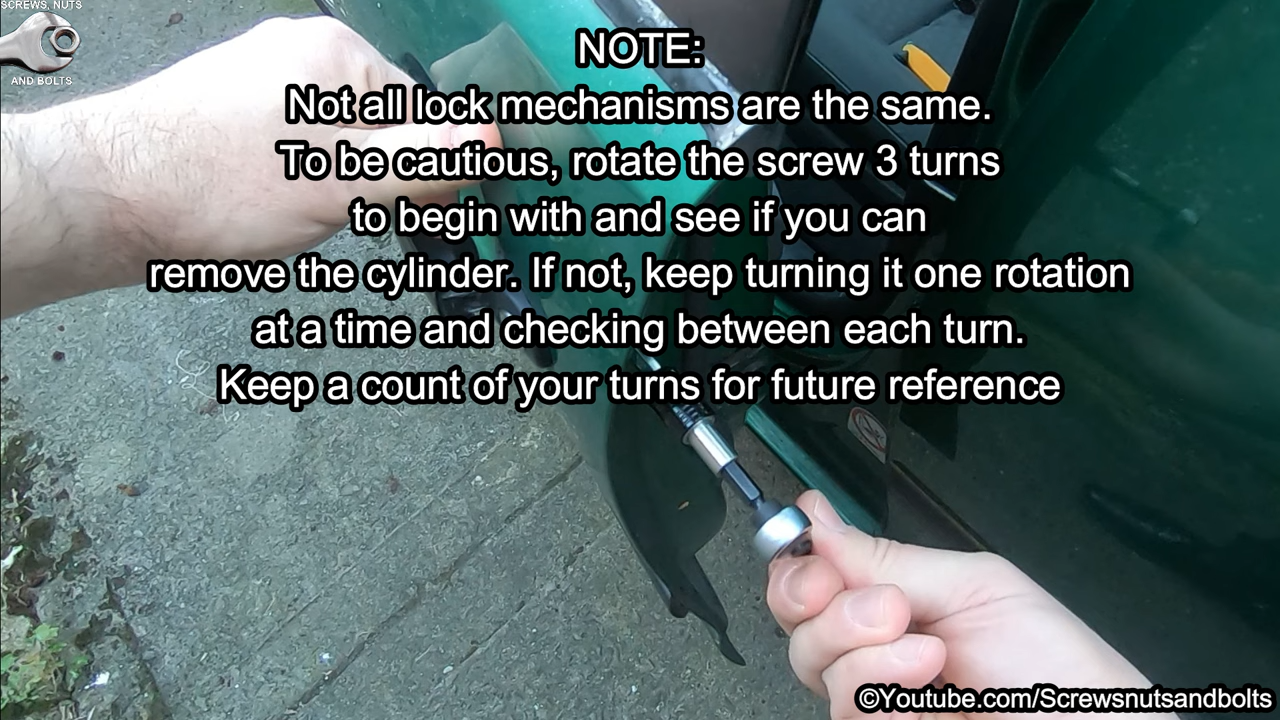 SCREWS, NUTS
AND BOLTS
NOTE:
Not all lock mechanisms are the same.
To be cautious, rotate the screw 3 turns
to begin with and see if you can
remove the cylinder. If not, keep turning it one rotation
at a time and checking between each turn.
Keep a count of your turns for future reference
©Youtube.com/Screwsnutsandbolts